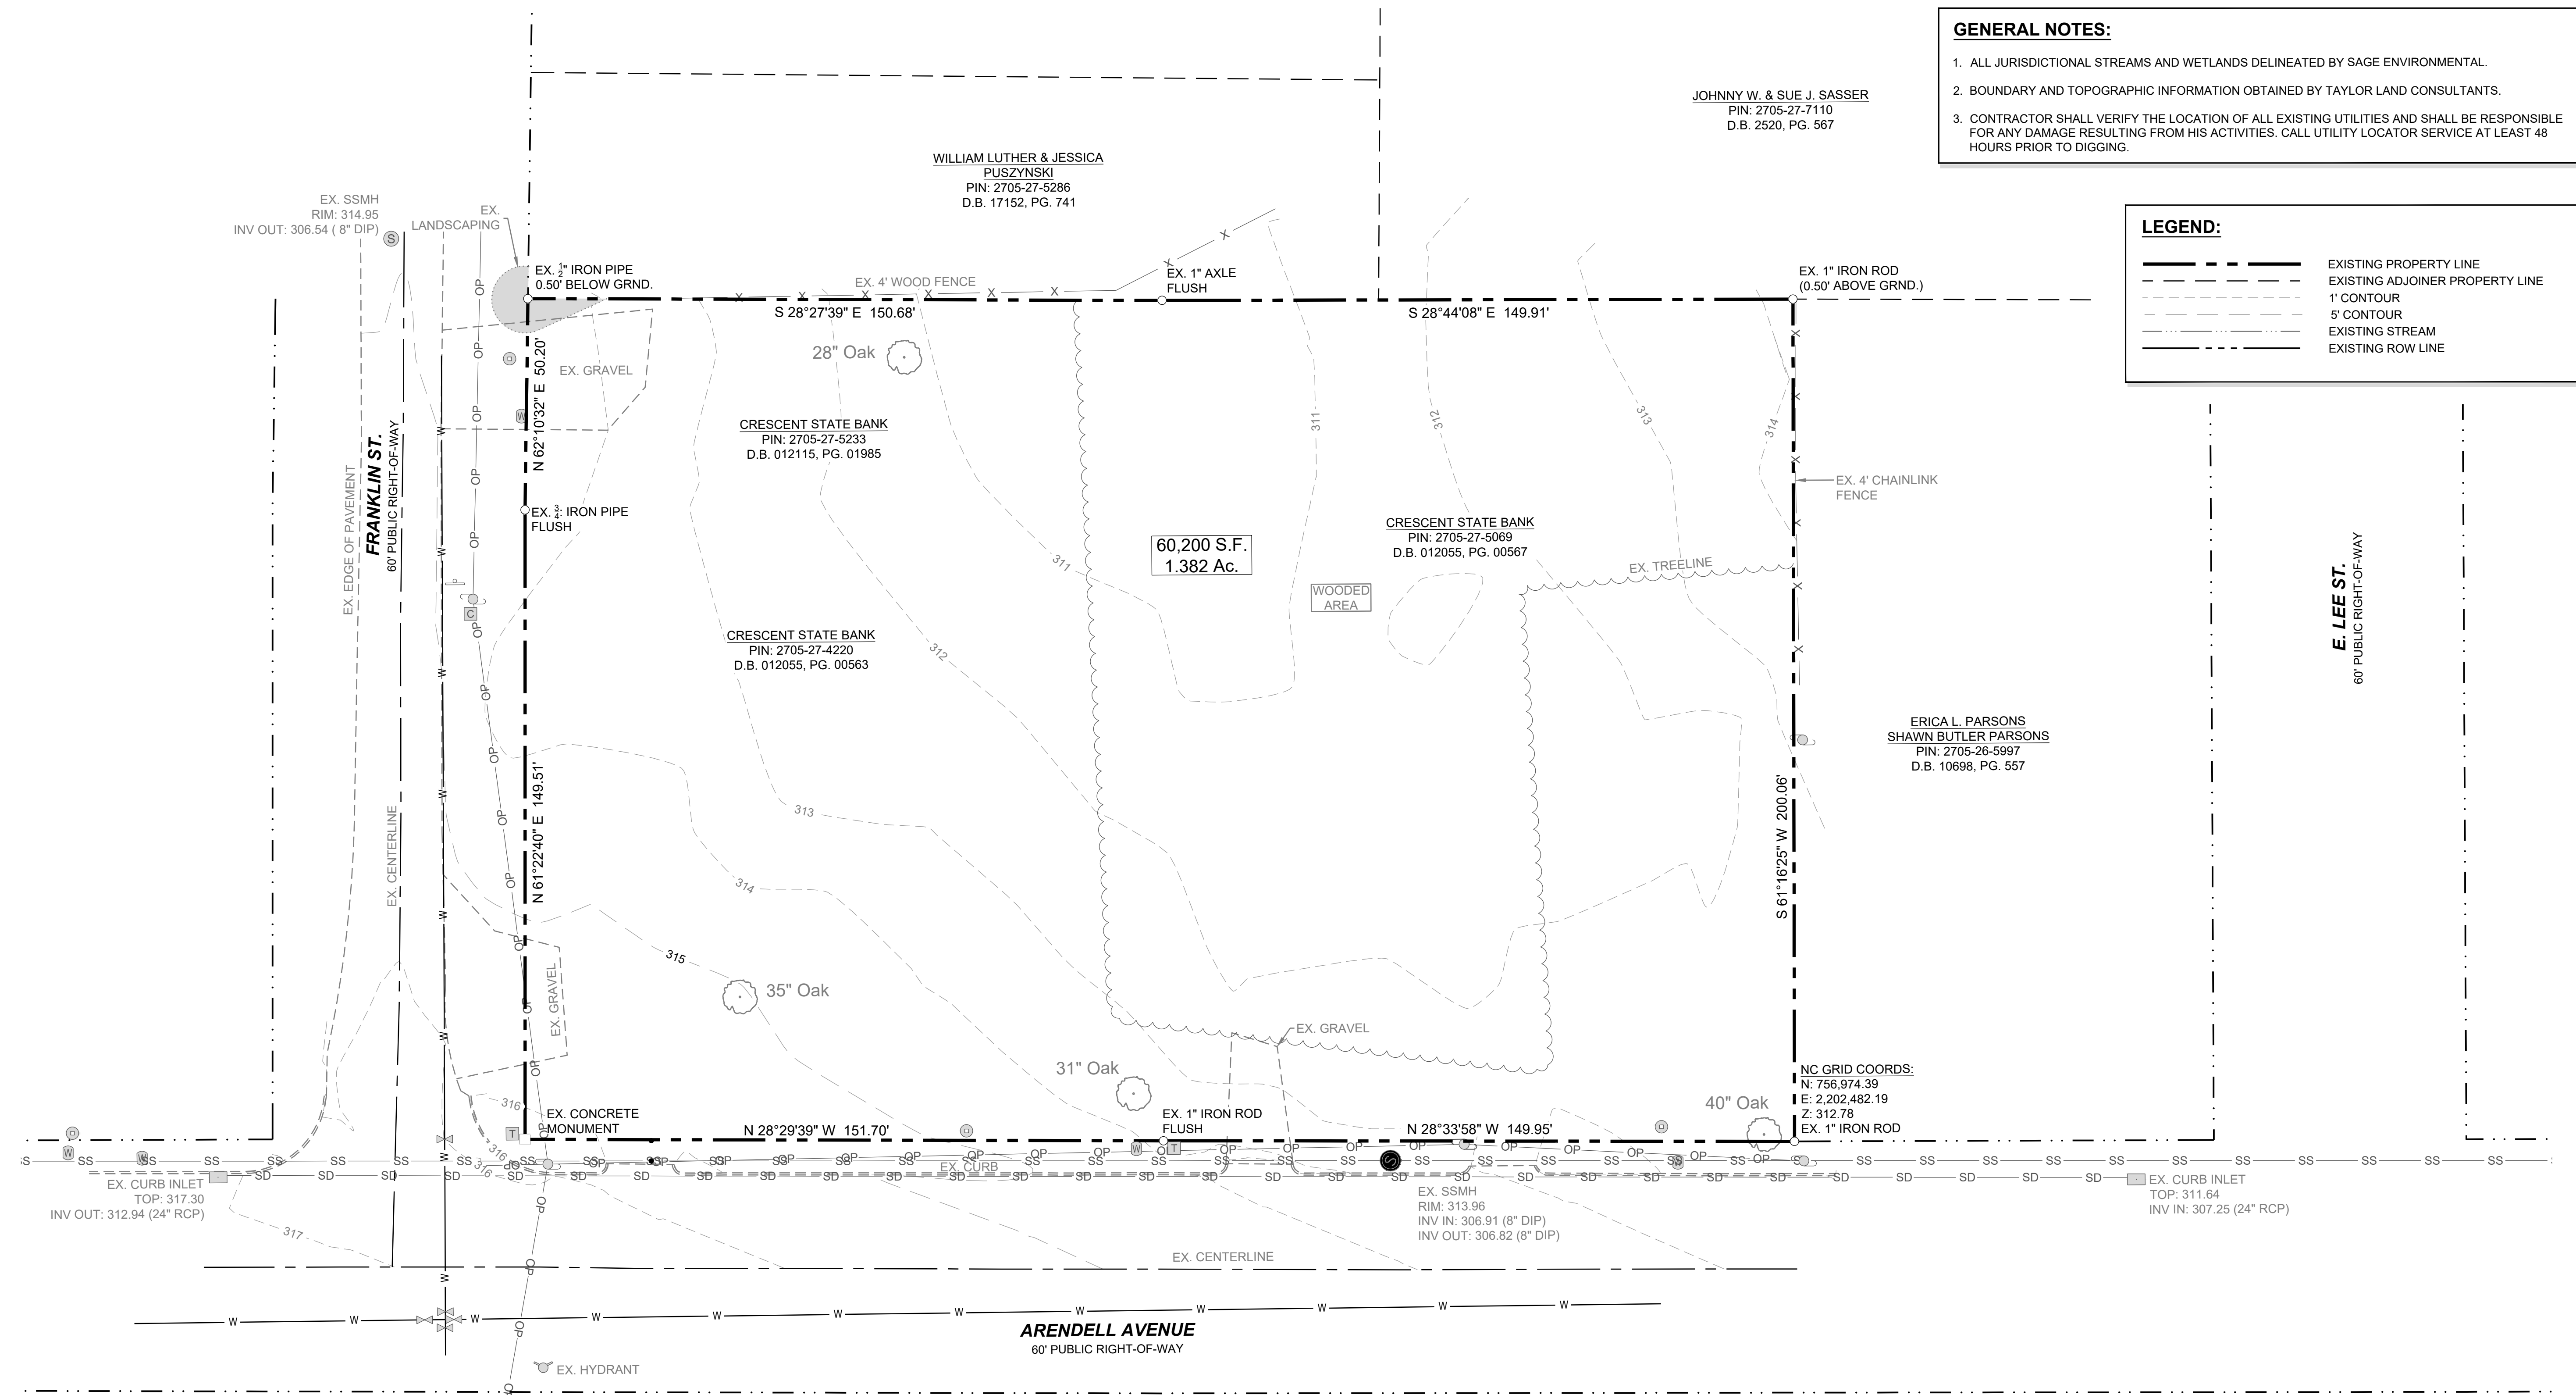 GENERAL NOTES:
1. ALL JURISDICTIONAL STREAMS AND WETLANDS DELINEATED BY SAGE ENVIRONMENTAL.
2. BOUNDARY AND TOPOGRAPHIC INFORMATION OBTAINED BY TAYLOR LAND CONSULTANTS.
3. CONTRACTOR SHALL VERIFY THE LOCATION OF ALL EXISTING UTILITIES AND SHALL BE RESPONSIBLE
FOR ANY DAMAGE RESULTING FROM HIS ACTIVITIES. CALL UTILITY LOCATOR SERVICE AT LEAST 48
HOURS PRIOR TO DIGGING.
LEGEND:
EXISTING PROPERTY LINE
EXISTING ADJOINER PROPERTY LINE
1' CONTOUR
5' CONTOUR
EXISTING STREAM
EXISTING ROW LINE
JOHNNY W. & SUE J. SASSER
PIN: 2705-27-7110
D.B. 2520, PG. 567
WILLIAM LUTHER & JESSICA
PUSZYNSKI
PIN: 2705-27-5286
D.B. 17152, PG. 741
EX. SSMH
RIM: 314.95
INV OUT: 306.54 ( 8" DIP)
S
EX.
LANDSCAPING
EX. 1/2" IRON PIPE
0.50' BELOW GRND.
EX. 4' WOOD FENCE
EX. 1" AXLE
FLUSH
EX. 1" IRON ROD
(0.50' ABOVE GRND.)
S 28°27'39" E 150.68'
S 28°44'08" E 149.91'
28" Oak
EX. GRAVEL
N 62°10'32" E 50.20'
CRESCENT STATE BANK
PIN: 2705-27-5233
D.B. 012115, PG. 01985
311
312
313
314
FRANKLIN ST.
60' PUBLIC RIGHT-OF-WAY
EX. EDGE OF PAVEMENT
EX. CENTERLINE
EX. 4' CHAINLINK
FENCE
EX. 3/4: IRON PIPE
FLUSH
CRESCENT STATE BANK
PIN: 2705-27-5069
D.B. 012055, PG. 00567
60,200 S.F.
1.382 Ac.
311
EX. TREELINE
WOODED
AREA
C
CRESCENT STATE BANK
PIN: 2705-27-4220
D.B. 012055, PG. 00563
312
E. LEE ST.
60' PUBLIC RIGHT-OF-WAY
ERICA L. PARSONS
SHAWN BUTLER PARSONS
PIN: 2705-26-5997
D.B. 10698, PG. 557
N 61°22'40" E 149.51'
S 61°16'25" W 200.06'
313
314
315
35" Oak
EX. GRAVEL
EX. GRAVEL
31" Oak
40" Oak
NC GRID COORDS:
N: 756,974.39
E: 2,202,482.19
Z: 312.78
EX. 1" IRON ROD
316
EX. CONCRETE
MONUMENT
EX. 1" IRON ROD
FLUSH
N 28°29'39" W 151.70'
N 28°33'58" W 149.95'
T
W
T
316
316
SS
OP
SD
W
X
EX. CURB
S
EX. CURB INLET
TOP: 317.30
INV OUT: 312.94 (24" RCP)
EX. SSMH
RIM: 313.96
INV IN: 306.91 (8" DIP)
INV OUT: 306.82 (8" DIP)
EX. CURB INLET
TOP: 311.64
INV IN: 307.25 (24" RCP)
317
EX. CENTERLINE
ARENDELL AVENUE
60' PUBLIC RIGHT-OF-WAY
EX. HYDRANT